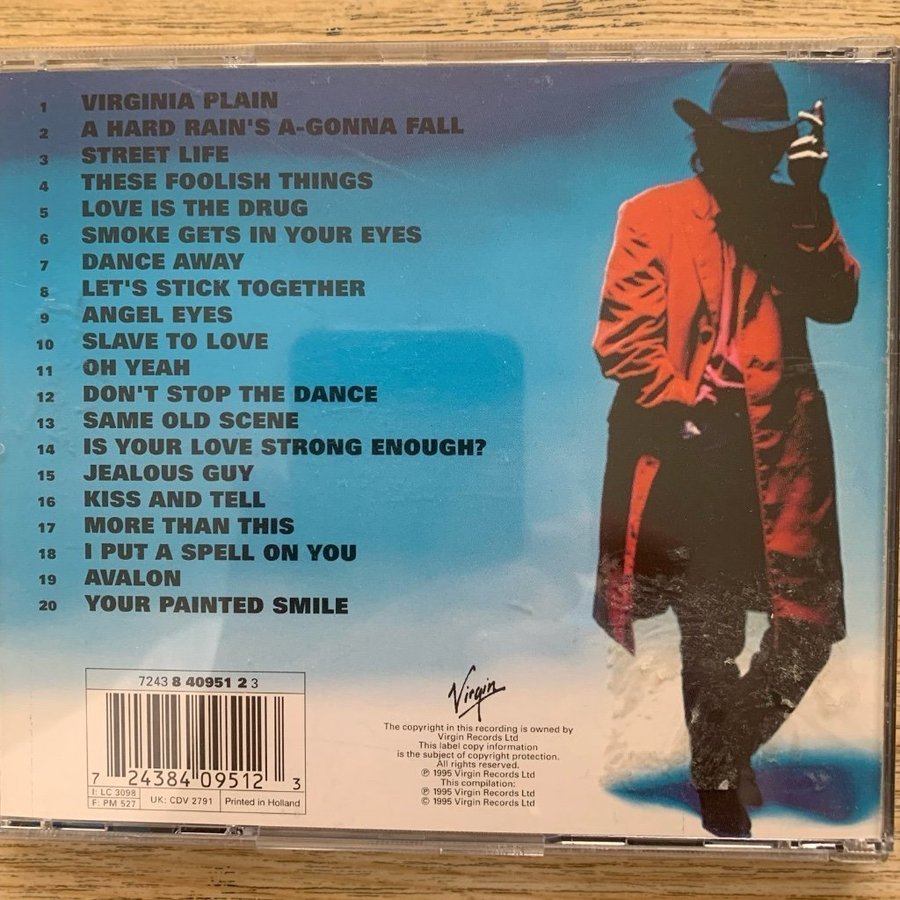 1 VIRGINIA PLAIN
2 A HARD RAIN'S A-GONNA FALL
3 STREET LIFE
4 THESE FOOLISH THINGS
5 LOVE IS THE DRUG
6 SMOKE GETS IN YOUR EYES
7 DANCE AWAY
8 LET'S STICK TOGETHER
9 ANGEL EYES
10 SLAVE TO LOVE
11 OH YEAH
12 DON'T STOP THE DANCE
13 SAME OLD SCENE
14 IS YOUR LOVE STRONG ENOUGH?
15 JEALOUS GUY
16 KISS AND TELL
17 MORE THAN THIS
18 I PUT A SPELL ON YOU
19 AVALON
20 YOUR PAINTED SMILE
7243 8 40951 2 3
7 24384 09512 3
I: LC 3098
F: PM 527
UK: CDV 2791
Printed in Holland
Virgin
The copyright in this recording is owned by
Virgin Records Ltd
This label copy information
is the subject of copyright protection.
All rights reserved.
℗ 1995 Virgin Records Ltd
This compilation:
℗ 1995 Virgin Records Ltd
© 1995 Virgin Records Ltd